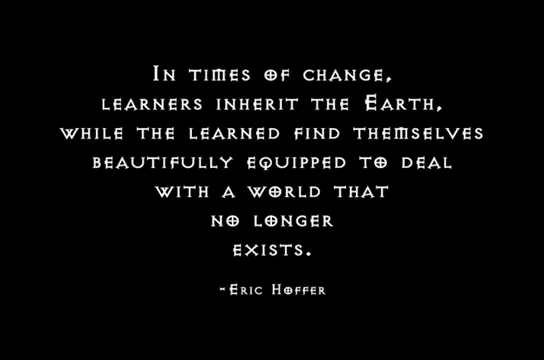 In times of change,
learners inherit the Earth,
while the learned find themselves
beautifully equipped to deal
with a world that
no longer
exists.
-Eric Hoffer